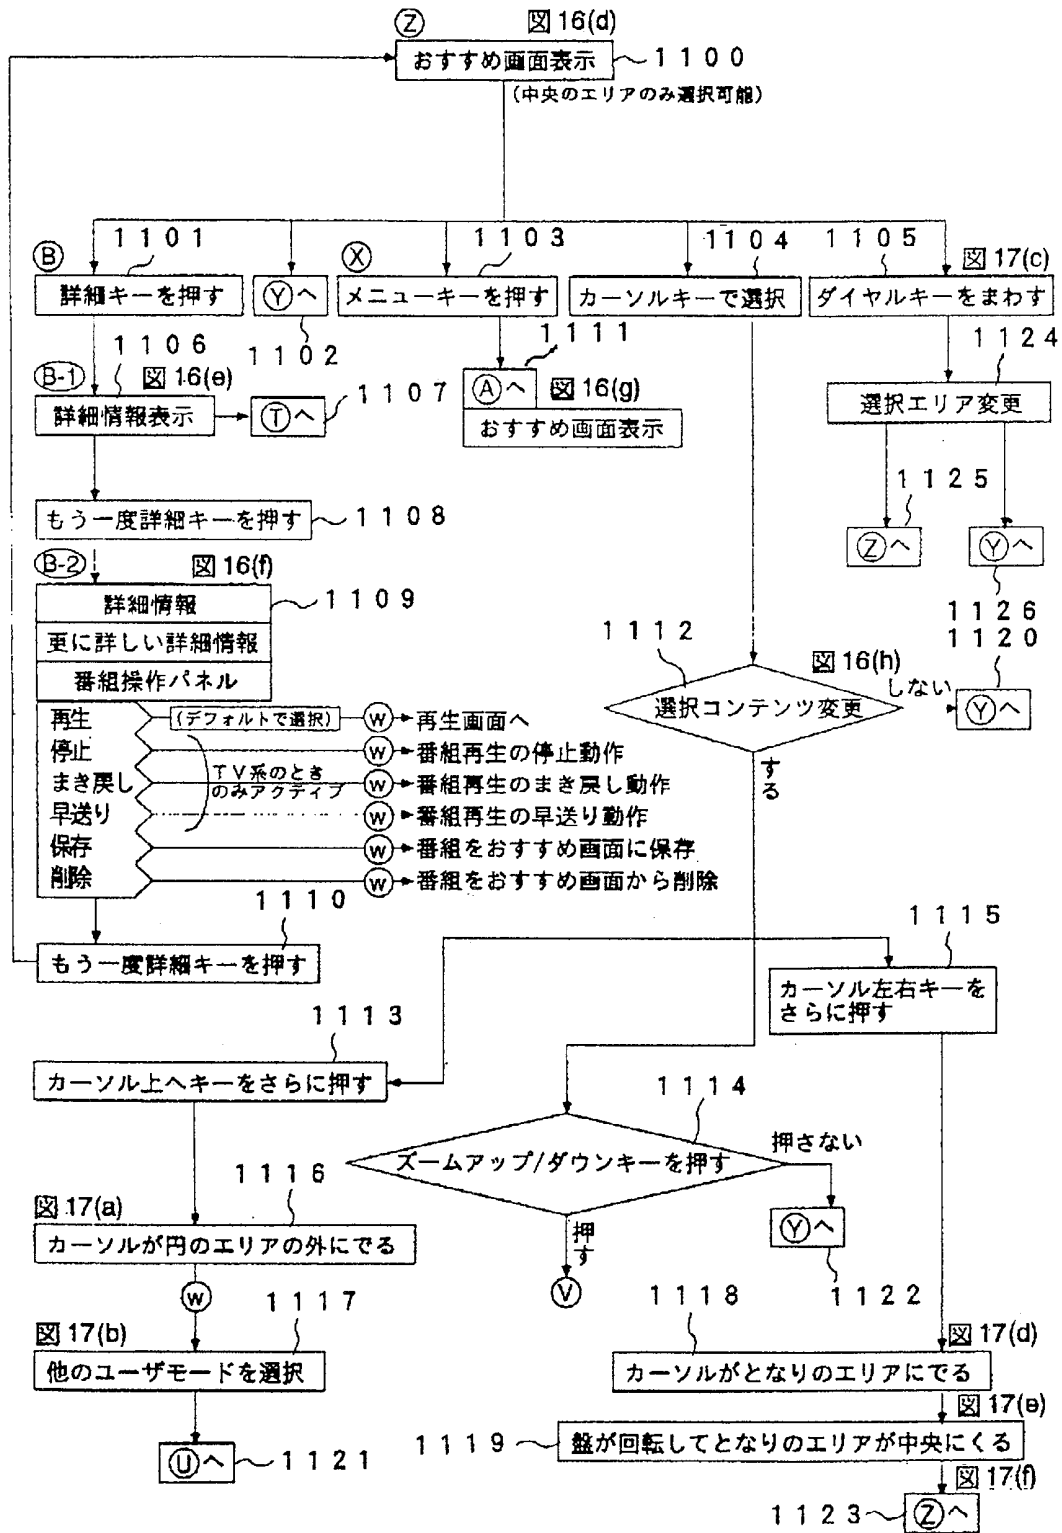 Ⓩ 図16(d)
おすすめ画面表示 1100
(中央のエリアのみ選択可能)
1101 1103 1104 1105
Ⓑ Ⓧ 図17(c)
詳細キーを押す Ⓨへ メニューキーを押す カーソルキーで選択 ダイヤルキーをまわす
1106 1102 1111 1124
B-1 図16(e) 1107 Ⓐへ 図16(g)
詳細情報表示 Ⓣへ おすすめ画面表示 選択エリア変更
1125
もう一度詳細キーを押す 1108 Ⓩへ Ⓨへ
B-2 図16(f) 1126
詳細情報 1109 1120
更に詳しい詳細情報 1112 図16(h)
番組操作パネル 選択コンテンツ変更 しない Ⓨへ
再生 (デフォルトで選択) ⓦ 再生画面へ
停止 ⓦ 番組再生の停止動作 する
まき戻し TV系のとき ⓦ 番組再生のまき戻し動作
のみアクティブ
早送り ⓦ 番組再生の早送り動作
保存 ⓦ 番組をおすすめ画面に保存
削除 ⓦ 番組をおすすめ画面から削除
1110 1115
もう一度詳細キーを押す カーソル左右キーを
さらに押す
1113
カーソル上へキーをさらに押す 1114
ズームアップ/ダウンキーを押す 押さない
1116
図17(a) Ⓨへ
カーソルが円のエリアの外にでる 押す
ⓦ 1117 Ⓥ 1118 1122
図17(b) 図17(d)
他のユーザモードを選択 カーソルがとなりのエリアにでる
図17(e)
Ⓤへ 1121 1119 盤が回転してとなりのエリアが中央にくる
図17(f)
1123 Ⓩへ